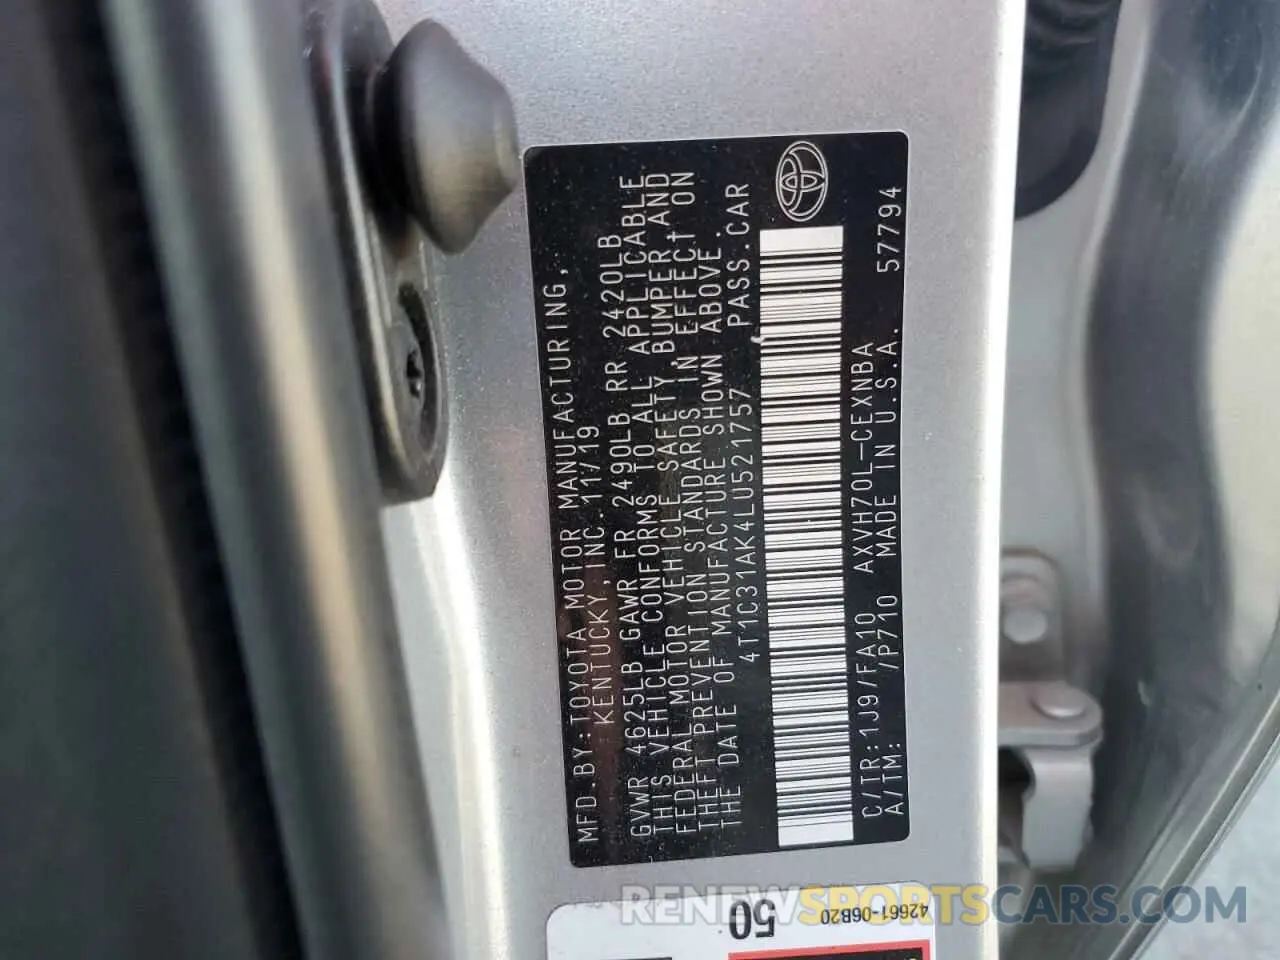 MFD.BY:TOYOTA MOTOR MANUFACTURING,
KENTUCKY,INC. 11/19
GVWR 4625LB GAWR FR 2490LB RR 2420LB
THIS VEHICLE CONFORMS TO ALL APPLICABLE
FEDERAL MOTOR VEHICLE SAFETY, BUMPER, AND
THEFT PREVENTION STANDARDS IN EFFECT ON
THE DATE OF MANUFACTURE SHOWN ABOVE.
4T1C31AK4LU521757 PASS.CAR
C/TR:1J9/FA10 AXVH70L-CEXNBA
A/TM: /P710 MADE IN U.S.A. 57794
50
42661-06B20
RENEWSPORTSCARS.COM